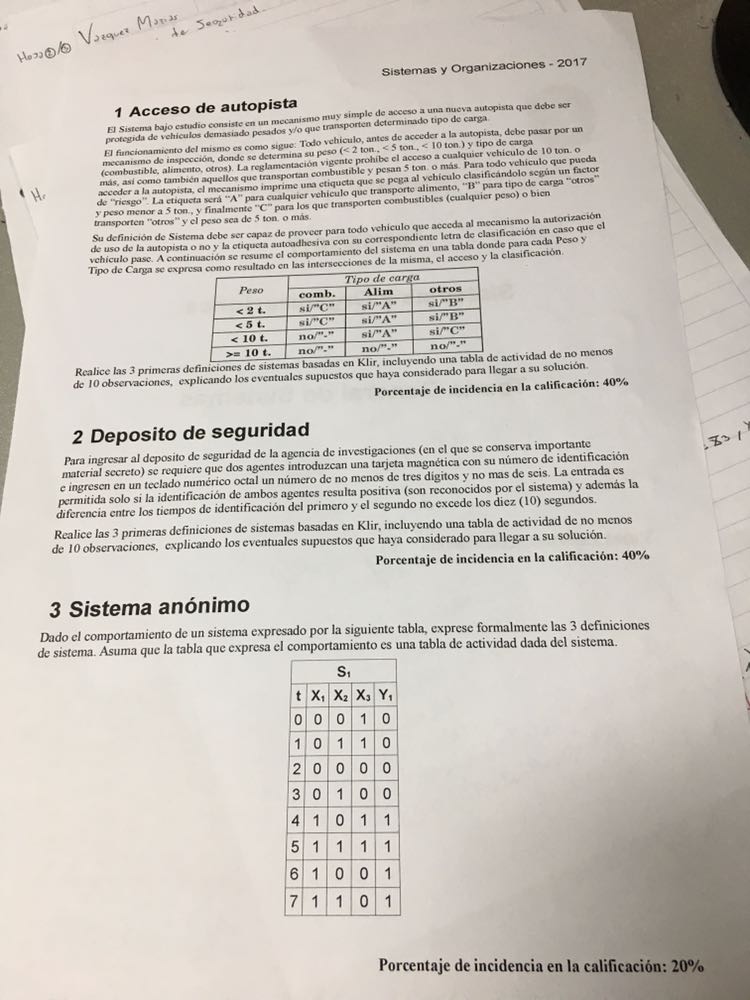 Vazquez Matias
de Seguridad.
Sistemas y Organizaciones - 2017
1 Acceso de autopista
El Sistema bajo estudio consiste en un mecanismo muy simple de acceso a una nueva autopista que debe ser
protegida de vehículos demasiado pesados y/o que transporten determinado tipo de carga.
El funcionamiento del mismo es como sigue: Todo vehículo, antes de acceder a la autopista, debe pasar por un
mecanismo de inspección, donde se determina su peso (< 2 ton., < 5 ton., < 10 ton.) y tipo de carga
(combustible, alimento, otros). La reglamentación vigente prohibe el acceso a cualquier vehículo de 10 ton. o
más, así como también aquellos que transportan combustible y pesan 5 ton. o más. Para todo vehículo que pueda
acceder a la autopista, el mecanismo imprime una etiqueta que se pega al vehículo clasificándolo según un factor
de "riesgo". La etiqueta será "A" para cualquier vehículo que transporte alimento, "B" para tipo de carga "otros"
y peso menor a 5 ton., y finalmente "C" para los que transporten combustibles (cualquier peso) o bien
transporten "otros" y el peso sea de 5 ton. o más.
Su definición de Sistema debe ser capaz de proveer para todo vehículo que acceda al mecanismo la autorización
de uso de la autopista o no y la etiqueta autoadhesiva con su correspondiente letra de clasificación en caso que el
vehículo pase. A continuación se resume el comportamiento del sistema en una tabla donde para cada Peso y
Tipo de Carga se expresa como resultado en las intersecciones de la misma, el acceso y la clasificación.
Peso Tipo de carga
comb. Alim otros
< 2 t. si/"C" si/"A" si/"B"
< 5 t. si/"C" si/"A" si/"B"
< 10 t. no/"-" si/"A" si/"C"
>= 10 t. no/"-" no/"-" no/"-"
Realice las 3 primeras definiciones de sistemas basadas en Klir, incluyendo una tabla de actividad de no menos
de 10 observaciones, explicando los eventuales supuestos que haya considerado para llegar a su solución.
Porcentaje de incidencia en la calificación: 40%
2 Deposito de seguridad
Para ingresar al deposito de seguridad de la agencia de investigaciones (en el que se conserva importante
material secreto) se requiere que dos agentes introduzcan una tarjeta magnética con su número de identificación
e ingresen en un teclado numérico octal un número de no menos de tres dígitos y no mas de seis. La entrada es
permitida solo si la identificación de ambos agentes resulta positiva (son reconocidos por el sistema) y además la
diferencia entre los tiempos de identificación del primero y el segundo no excede los diez (10) segundos.
Realice las 3 primeras definiciones de sistemas basadas en Klir, incluyendo una tabla de actividad de no menos
de 10 observaciones, explicando los eventuales supuestos que haya considerado para llegar a su solución.
Porcentaje de incidencia en la calificación: 40%
3 Sistema anónimo
Dado el comportamiento de un sistema expresado por la siguiente tabla, exprese formalmente las 3 definiciones
de sistema. Asuma que la tabla que expresa el comportamiento es una tabla de actividad dada del sistema.
S₁
t X₁ X₂ X₃ Y₁
0 0 0 1 0
1 0 1 1 0
2 0 0 0 0
3 0 1 0 0
4 1 0 1 1
5 1 1 1 1
6 1 0 0 1
7 1 1 0 1
Porcentaje de incidencia en la calificación: 20%